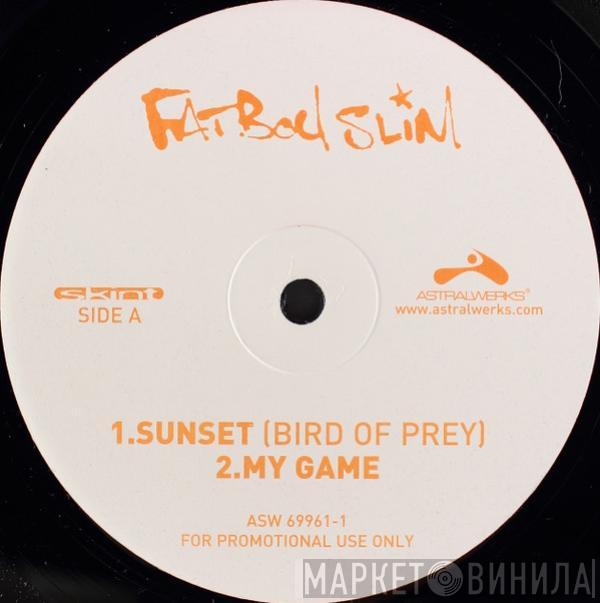 FATBOY SLIM
skint
SIDE A
ASTRALWERKS®
www.astralwerks.com
1.SUNSET (BIRD OF PREY)
2.MY GAME
ASW 69961-1
FOR PROMOTIONAL USE ONLY
МАРКЕТ ВИНИЛА